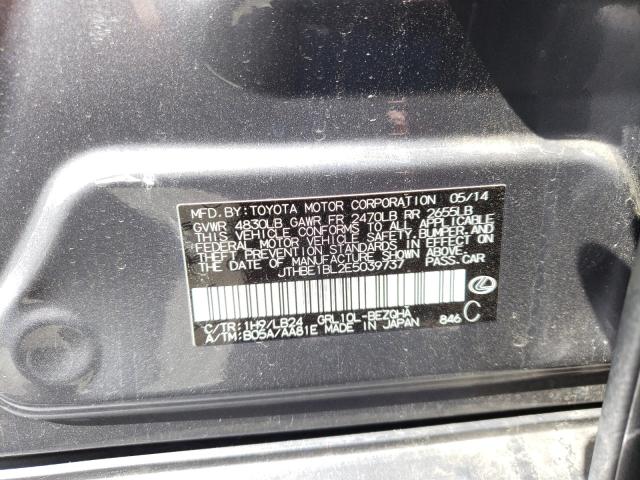 MFD. BY: TOYOTA MOTOR CORPORATION 05/14
GVWR 4830LB GAWR FR 2470LB RR 2655LB
THIS VEHICLE CONFORMS TO ALL APPLICABLE
FEDERAL MOTOR VEHICLE SAFETY, BUMPER, AND
THEFT PREVENTION STANDARDS IN EFFECT ON
THE DATE OF MANUFACTURE SHOWN ABOVE.
JTHBE1BL2E5039737 PASS. CAR
C/TR: 1H9/LB24 GRL10L-BEZQHA
A/TM: B05A/AA81E MADE IN JAPAN 846 C